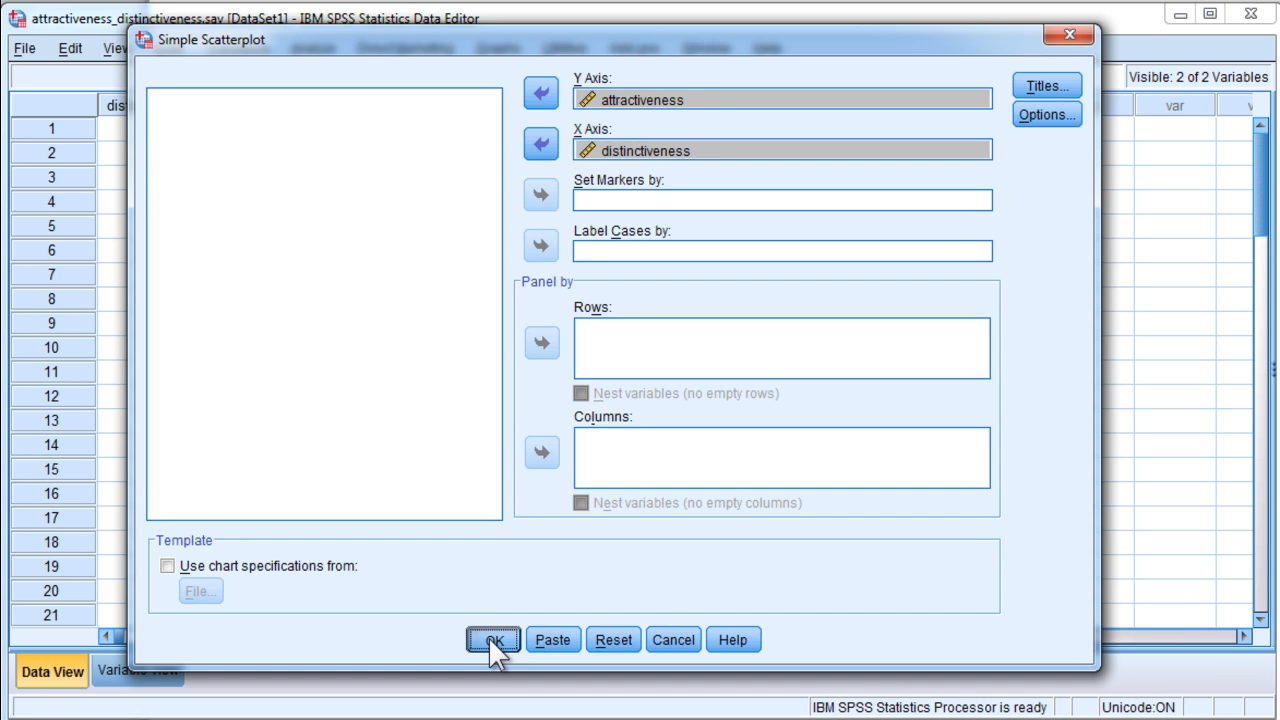 attractiveness_distinctiveness.sav [DataSet1] - IBM SPSS Statistics Data Editor
File Edit
Simple Scatterplot
Visible: 2 of 2 Variables
var
Y Axis:
attractiveness
X Axis:
distinctiveness
Set Markers by:
Label Cases by:
Panel by
Rows:
Nest variables (no empty rows)
Columns:
Nest variables (no empty columns)
Titles...
Options...
Template
Use chart specifications from:
File...
OK Paste Reset Cancel Help
1
2
3
4
5
6
7
8
9
10
11
12
13
14
15
16
17
18
19
20
21
Data View
IBM SPSS Statistics Processor is ready Unicode:ON